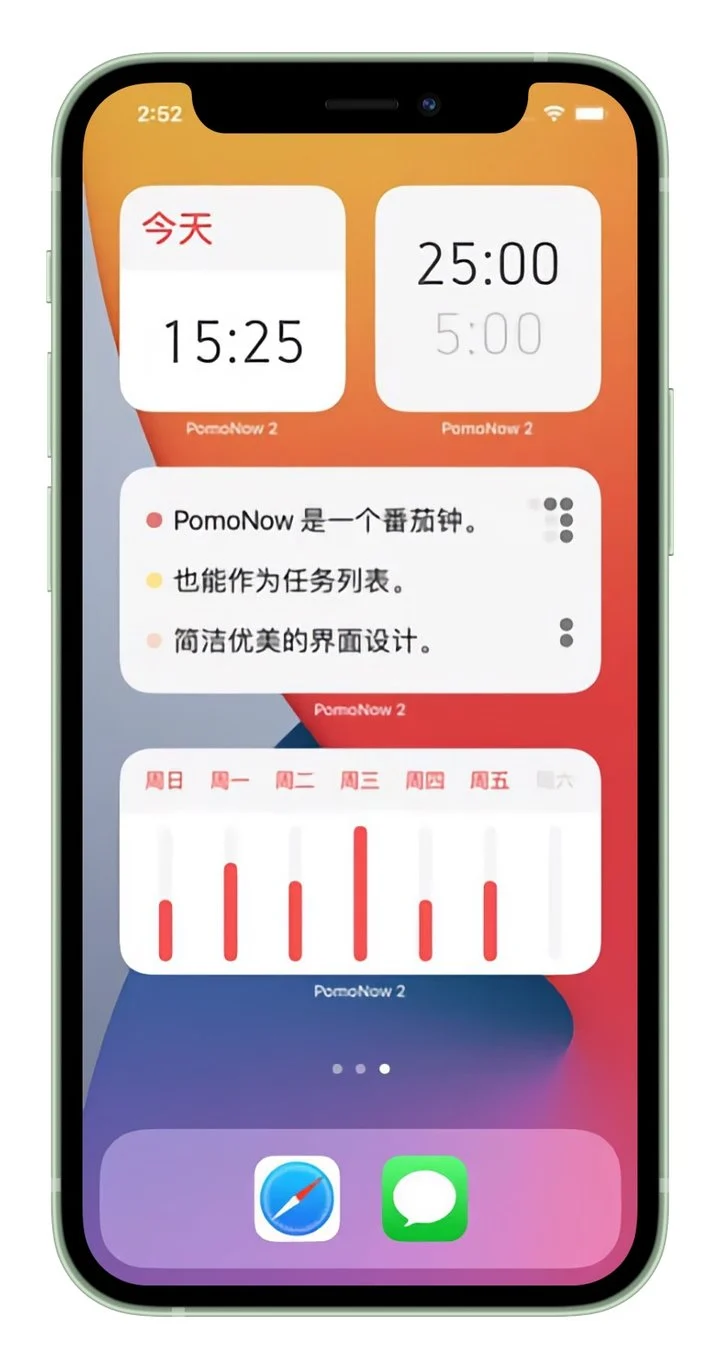 2:52
今天
15:25
PomoNow 2
25:00
5:00
PomoNow 2
PomoNow 是一个番茄钟。
也能作为任务列表。
简洁优美的界面设计。
PomoNow 2
周日 周一 周二 周三 周四 周五 周六
PomoNow 2